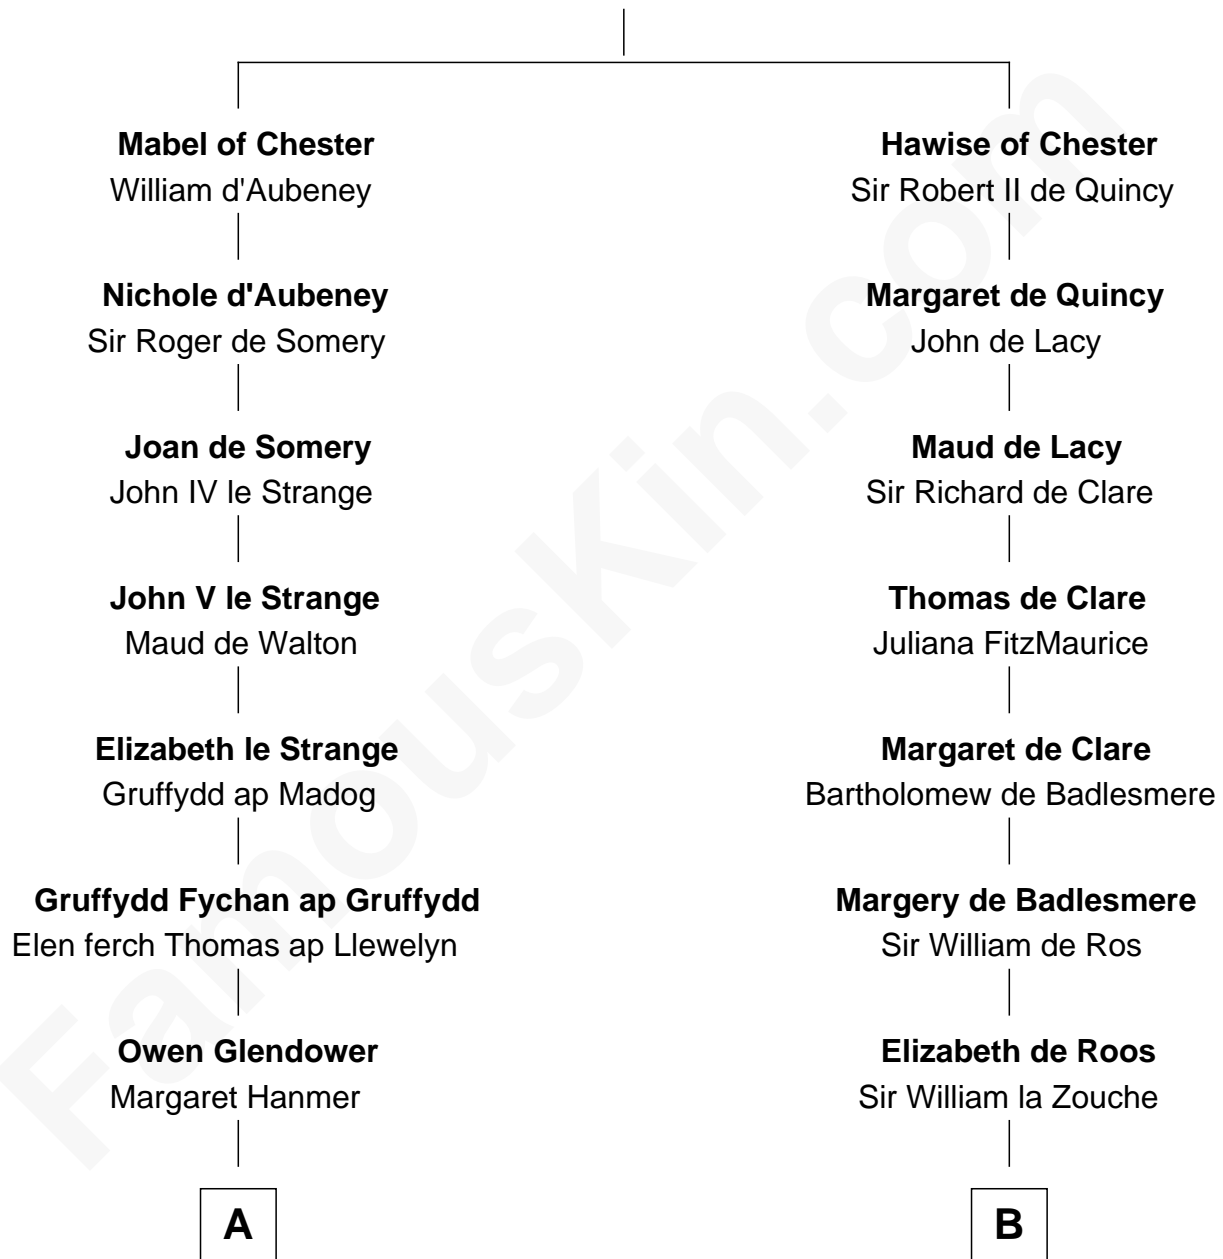 Mabel of Chester
William d'Aubeney
Hawise of Chester
Sir Robert II de Quincy
Nichole d'Aubeney
Sir Roger de Somery
Margaret de Quincy
John de Lacy
Joan de Somery
John IV le Strange
Maud de Lacy
Sir Richard de Clare
John V le Strange
Maud de Walton
Thomas de Clare
Juliana FitzMaurice
Elizabeth le Strange
Gruffydd ap Madog
Margaret de Clare
Bartholomew de Badlesmere
Gruffydd Fychan ap Gruffydd
Elen ferch Thomas ap Llewelyn
Margery de Badlesmere
Sir William de Ros
Owen Glendower
Margaret Hanmer
Elizabeth de Roos
Sir William la Zouche
A
B
FamousKin.com